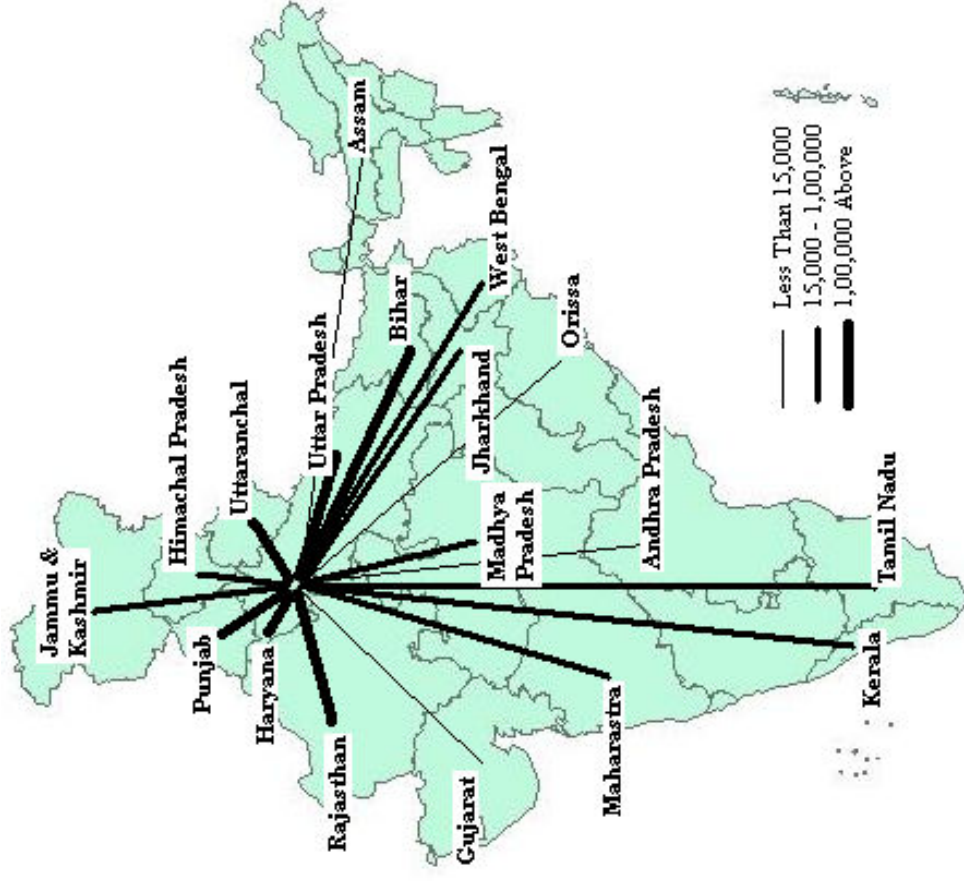 Jammu &
Kashmir
Himachal Pradesh
Punjab
Uttaranchal
Haryana
Uttar Pradesh
Rajasthan
Assam
Bihar
Gujarat
Madhya
Pradesh
Jharkhand
West Bengal
Orissa
Maharastra
Andhra Pradesh
Kerala
Tamil Nadu
Less Than 15,000
15,000 - 1,00,000
1,00,000 Above